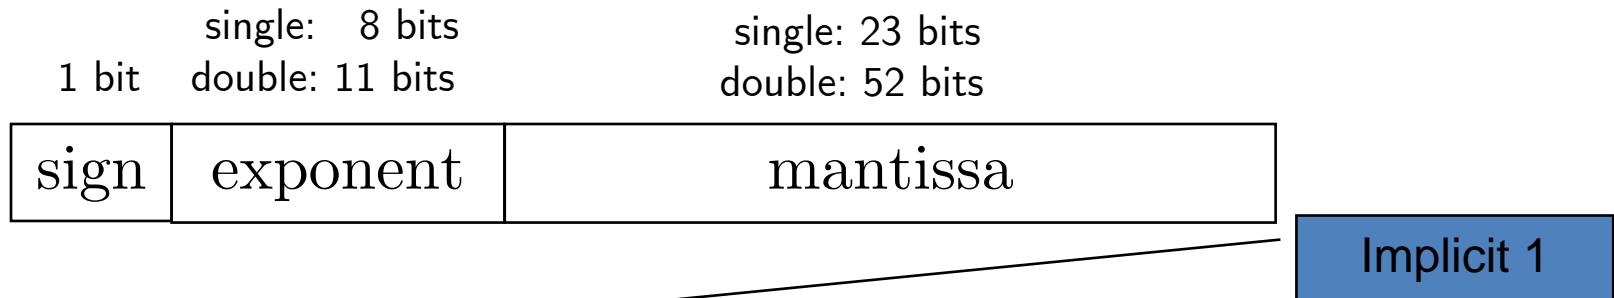 single: 8 bits
single: 23 bits
1 bit double: 11 bits
double: 52 bits
sign exponent mantissa
Implicit 1